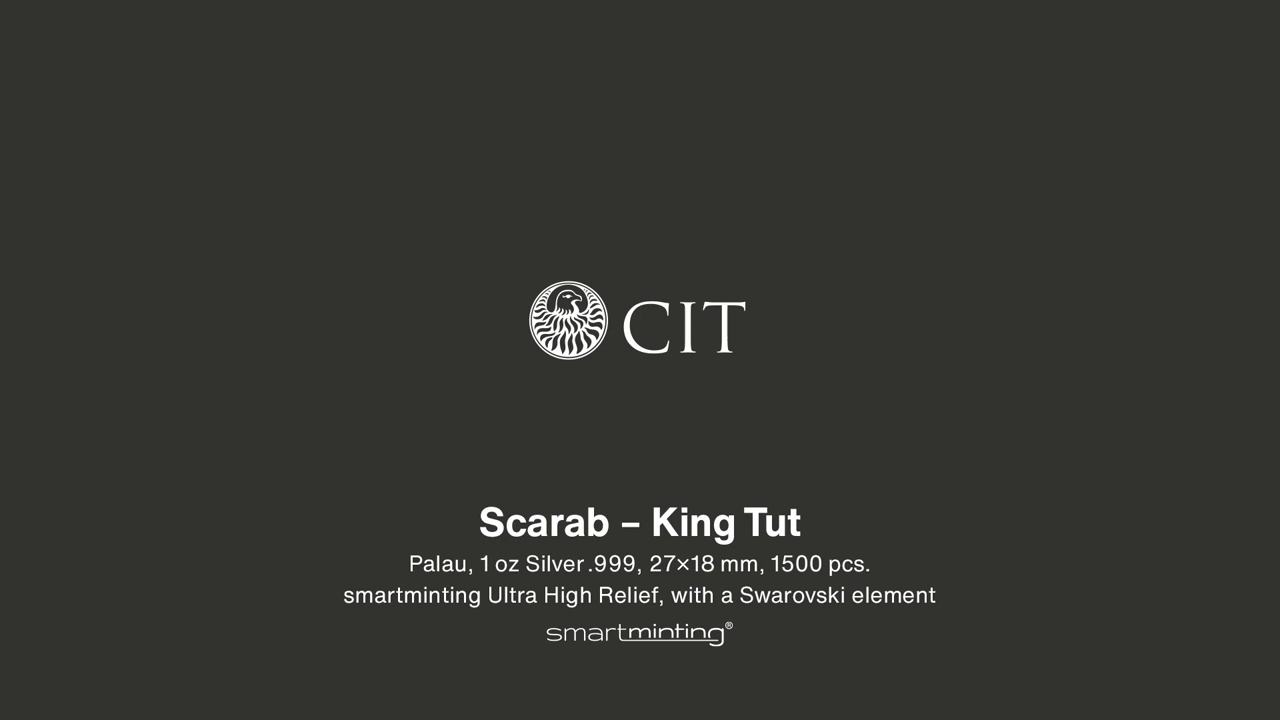 CIT
Scarab – King Tut
Palau, 1 oz Silver .999, 27×18 mm, 1500 pcs.
smartminting Ultra High Relief, with a Swarovski element
smartminting®